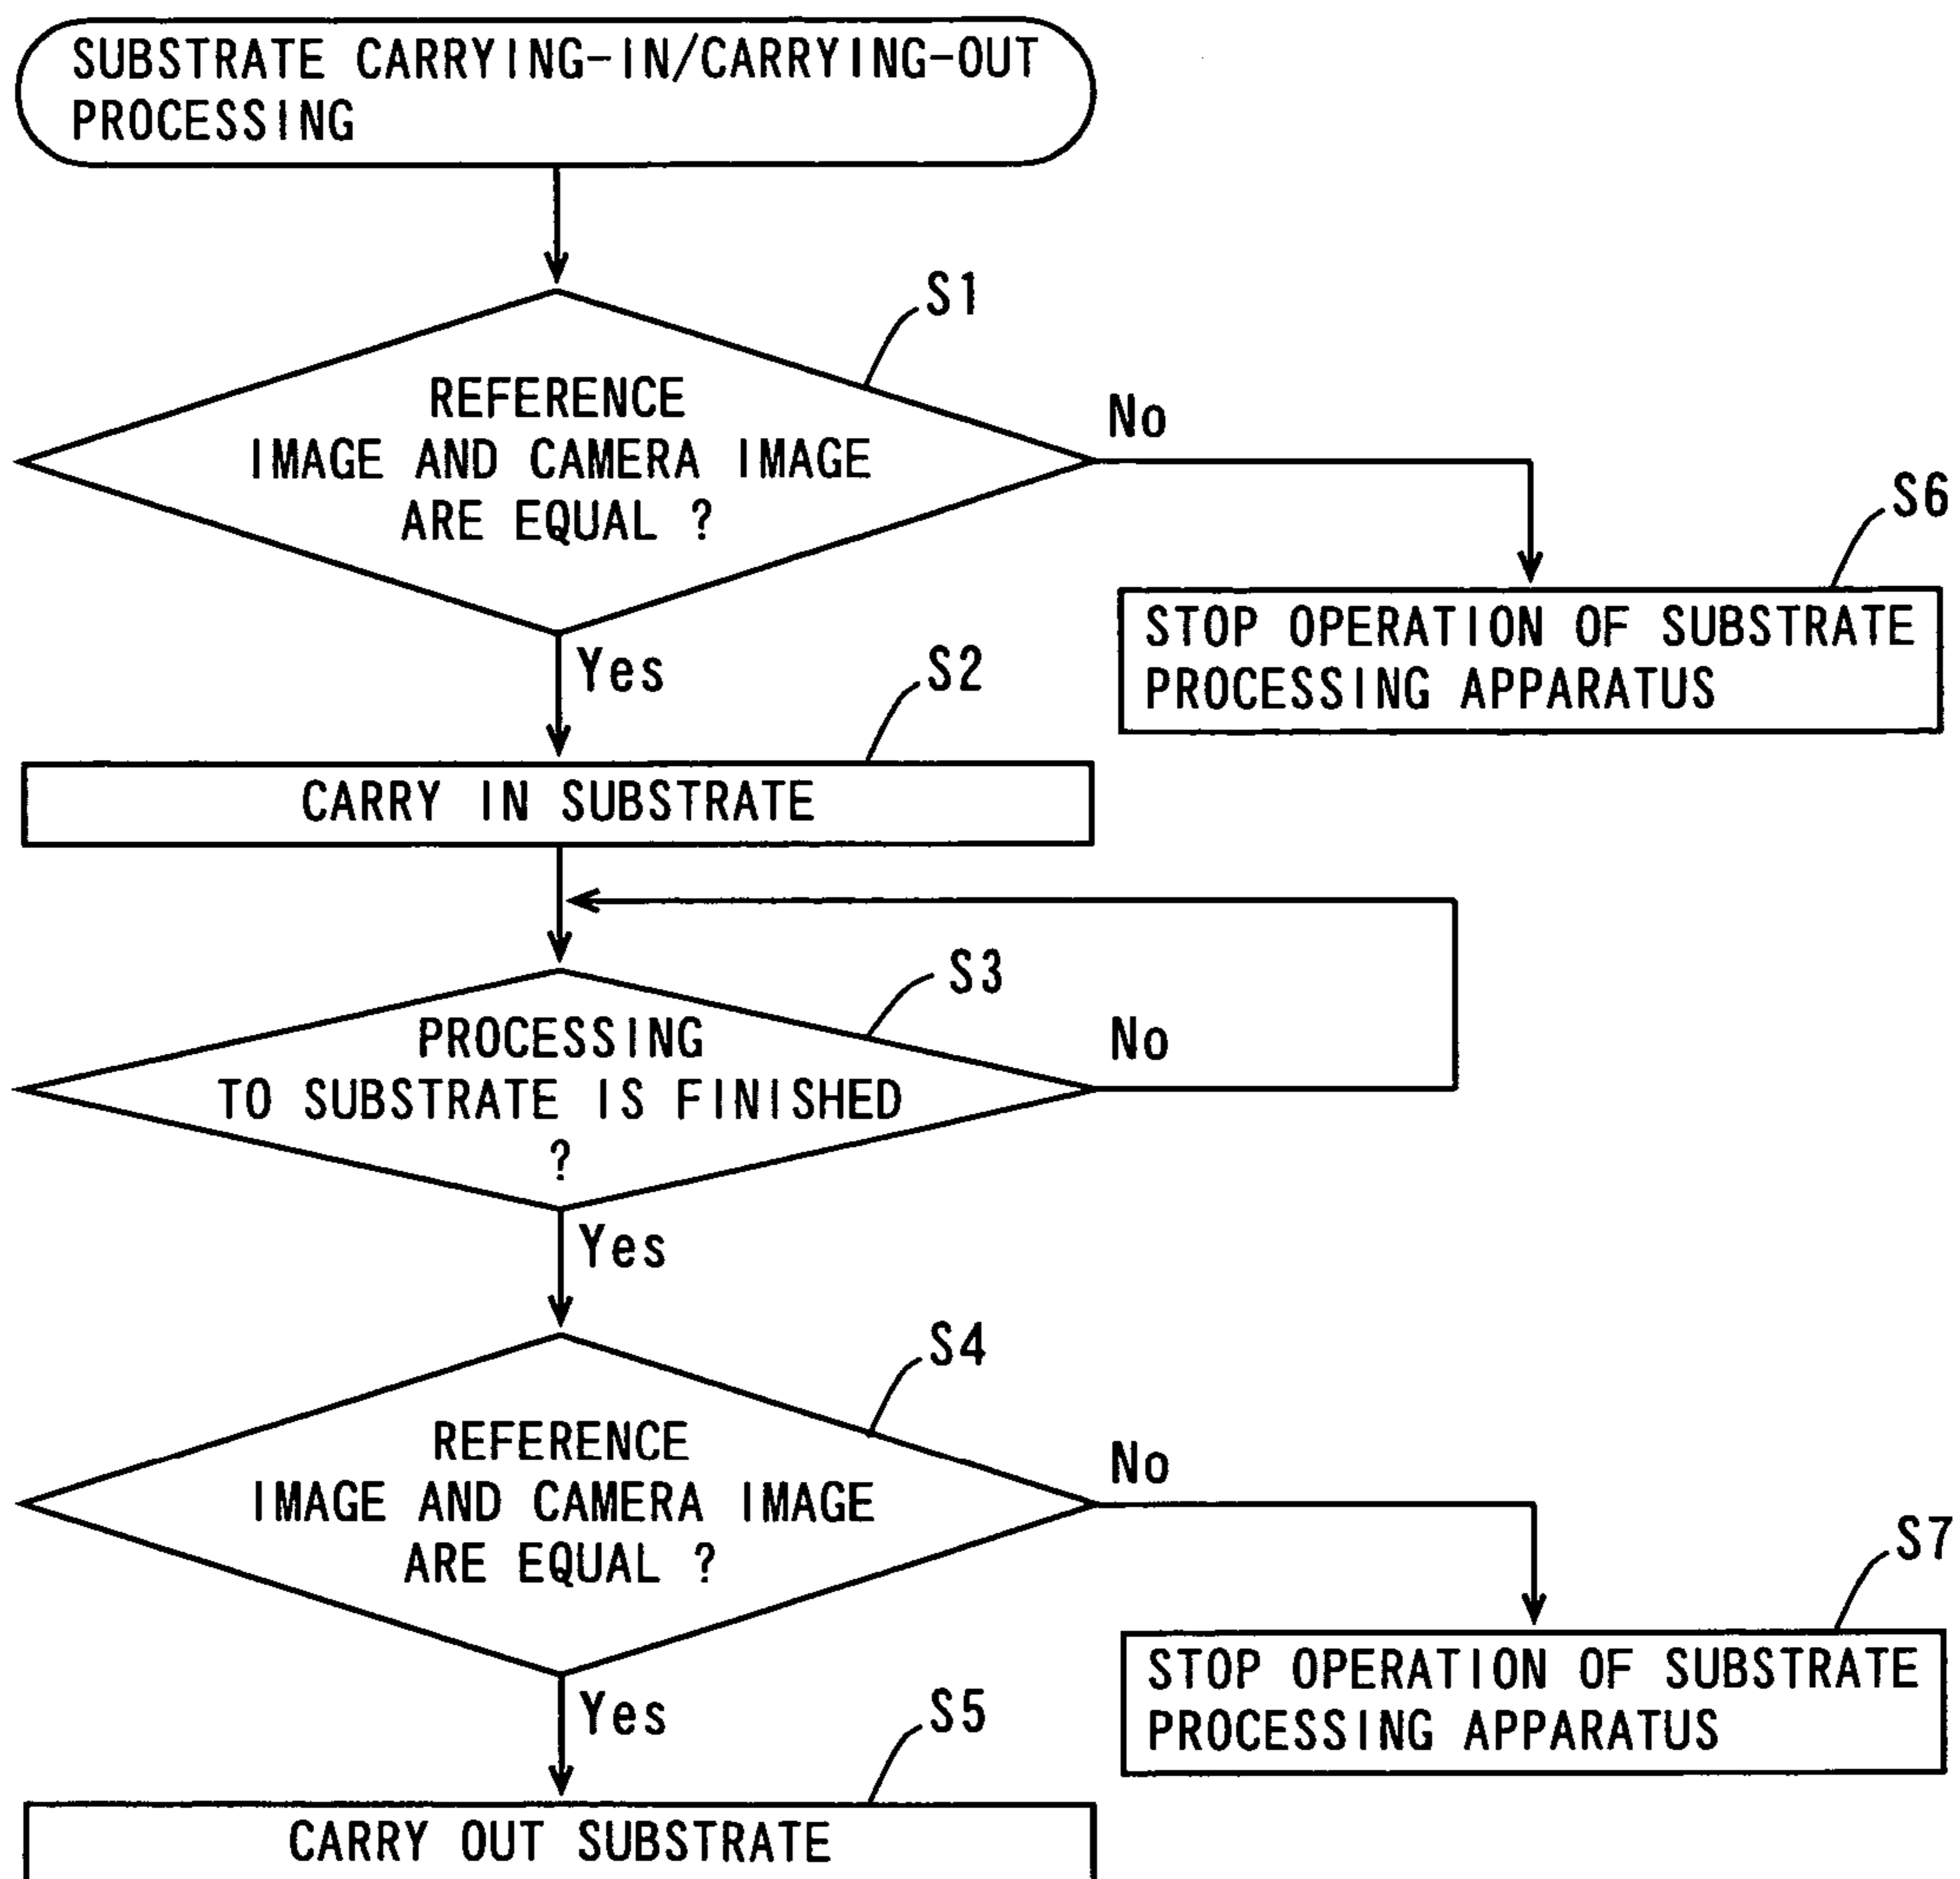 SUBSTRATE CARRYING-IN/CARRYING-OUT
PROCESSING
S1
REFERENCE
IMAGE AND CAMERA IMAGE
ARE EQUAL ?
No
S6
STOP OPERATION OF SUBSTRATE
PROCESSING APPARATUS
Yes
S2
CARRY IN SUBSTRATE
S3
PROCESSING
TO SUBSTRATE IS FINISHED
?
No
Yes
S4
REFERENCE
IMAGE AND CAMERA IMAGE
ARE EQUAL ?
No
S7
STOP OPERATION OF SUBSTRATE
PROCESSING APPARATUS
Yes
S5
CARRY OUT SUBSTRATE